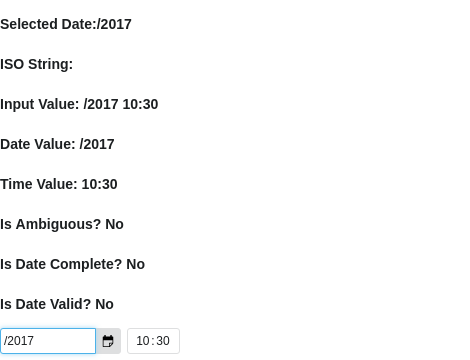 Selected Date:/2017
ISO String:
Input Value: /2017 10:30
Date Value: /2017
Time Value: 10:30
Is Ambiguous? No
Is Date Complete? No
Is Date Valid? No
/2017 10:30